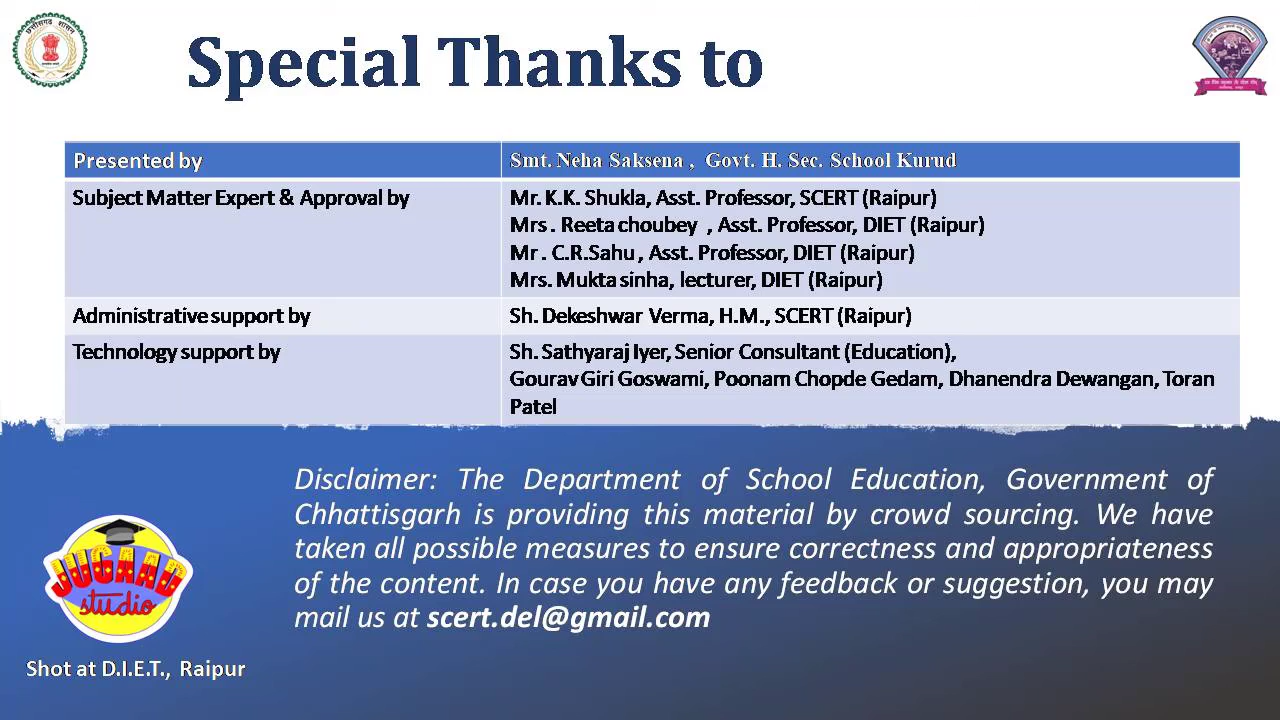 छत्तीसगढ़ शासन
Special Thanks to
Presented by
Smt. Neha Saksena , Govt. H. Sec. School Kurud
Subject Matter Expert & Approval by
Mr. K.K. Shukla, Asst. Professor, SCERT (Raipur)
Mrs . Reeta choubey , Asst. Professor, DIET (Raipur)
Mr . C.R.Sahu , Asst. Professor, DIET (Raipur)
Mrs. Mukta sinha, lecturer, DIET (Raipur)
Administrative support by
Sh. Dekeshwar Verma, H.M., SCERT (Raipur)
Technology support by
Sh. Sathyaraj Iyer, Senior Consultant (Education),
Gourav Giri Goswami, Poonam Chopde Gedam, Dhanendra Dewangan, Toran
Patel
Disclaimer: The Department of School Education, Government of
Chhattisgarh is providing this material by crowd sourcing. We have
taken all possible measures to ensure correctness and appropriateness
of the content. In case you have any feedback or suggestion, you may
mail us at scert.del@gmail.com
JUGAAD
studio
Shot at D.I.E.T., Raipur